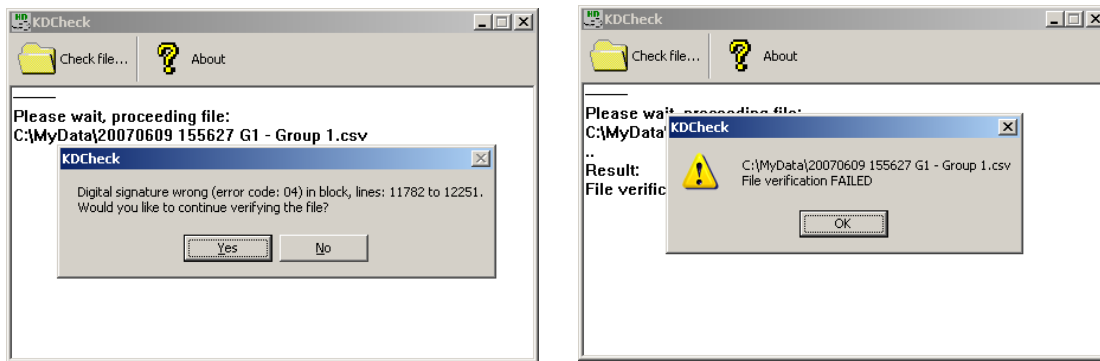 KDCheck
Check file...
About
Please wait, proceeding file:
C:\MyData\20070609 155627 G1 - Group 1.csv
KDCheck
Digital signature wrong (error code: 04) in block, lines: 11782 to 12251.
Would you like to continue verifying the file?
Yes
No
KDCheck
Check file...
About
Please wait, proceeding file:
C:\MyData\
KDCheck
..
Result:
File verific
C:\MyData\20070609 155627 G1 - Group 1.csv
File verification FAILED
OK